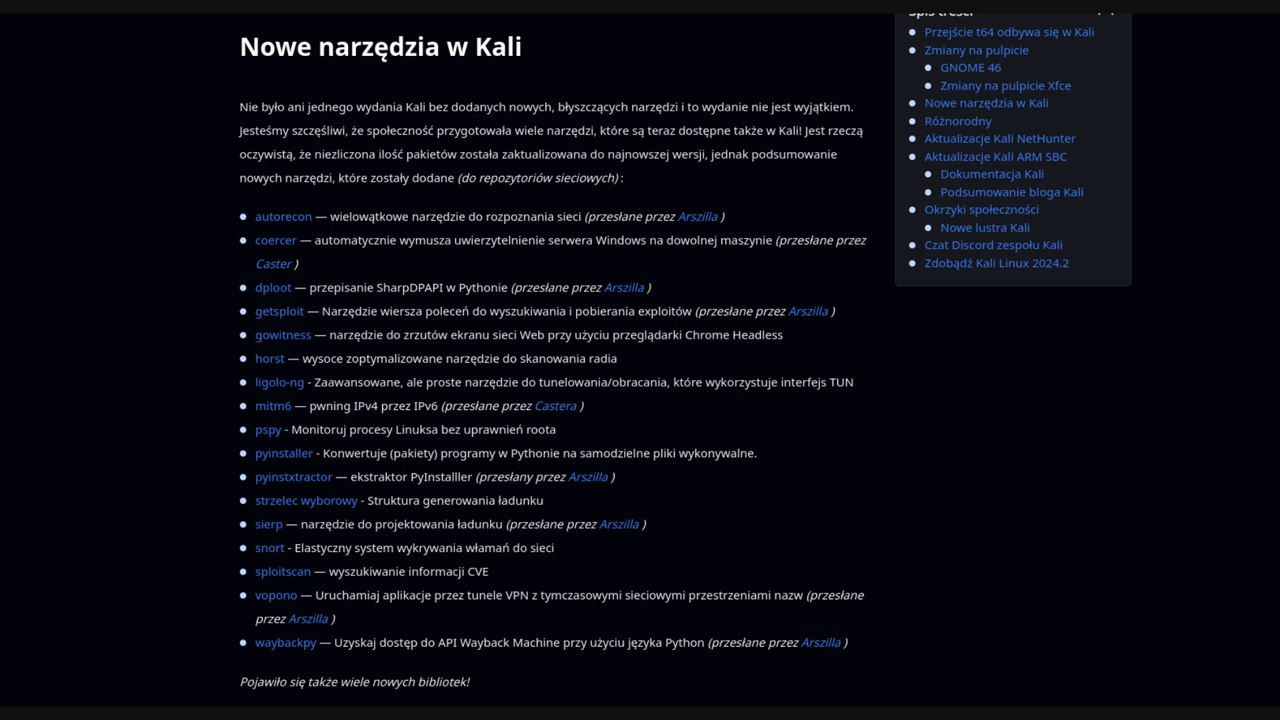 Nowe narzędzia w Kali
Nie było ani jednego wydania Kali bez dodanych nowych, błyszczących narzędzi i to wydanie nie jest wyjątkiem.
Jesteśmy szczęśliwi, że społeczność przygotowała wiele narzędzi, które są teraz dostępne także w Kali! Jest rzeczą
oczywistą, że niezliczona ilość pakietów została zaktualizowana do najnowszej wersji, jednak podsumowanie
nowych narzędzi, które zostały dodane (do repozytoriów sieciowych) :
autorecon — wielowątkowe narzędzie do rozpoznania sieci (przesłane przez Arszilla )
coercer — automatycznie wymusza uwierzytelnienie serwera Windows na dowolnej maszynie (przesłane przez
Caster )
dploot — przepisanie SharpDPAPI w Pythonie (przesłane przez Arszilla )
getsploit — Narzędzie wiersza poleceń do wyszukiwania i pobierania exploitów (przesłane przez Arszilla )
gowitness — narzędzie do zrzutów ekranu sieci Web przy użyciu przeglądarki Chrome Headless
horst — wysoce zoptymalizowane narzędzie do skanowania radia
ligolo-ng - Zaawansowane, ale proste narzędzie do tunelowania/obracania, które wykorzystuje interfejs TUN
mitm6 — pwning IPv4 przez IPv6 (przesłane przez Castera )
pspy - Monitoruj procesy Linuksa bez uprawnień roota
pyinstaller - Konwertuje (pakiety) programy w Pythonie na samodzielne pliki wykonywalne.
pyinstxtractor — ekstraktor PyInstalller (przesłany przez Arszilla )
strzelec wyborowy - Struktura generowania ładunku
sierp — narzędzie do projektowania ładunku (przesłane przez Arszilla )
snort - Elastyczny system wykrywania włamań do sieci
sploitscan — wyszukiwanie informacji CVE
vopono — Uruchamiaj aplikacje przez tunele VPN z tymczasowymi sieciowymi przestrzeniami nazw (przesłane
przez Arszilla )
waybackpy — Uzyskaj dostęp do API Wayback Machine przy użyciu języka Python (przesłane przez Arszilla )
Pojawiło się także wiele nowych bibliotek!
Spis treści
Przejście t64 odbywa się w Kali
Zmiany na pulpicie
GNOME 46
Zmiany na pulpicie Xfce
Nowe narzędzia w Kali
Różnorodny
Aktualizacje Kali NetHunter
Aktualizacje Kali ARM SBC
Dokumentacja Kali
Podsumowanie bloga Kali
Okrzyki społeczności
Nowe lustra Kali
Czat Discord zespołu Kali
Zdobądź Kali Linux 2024.2